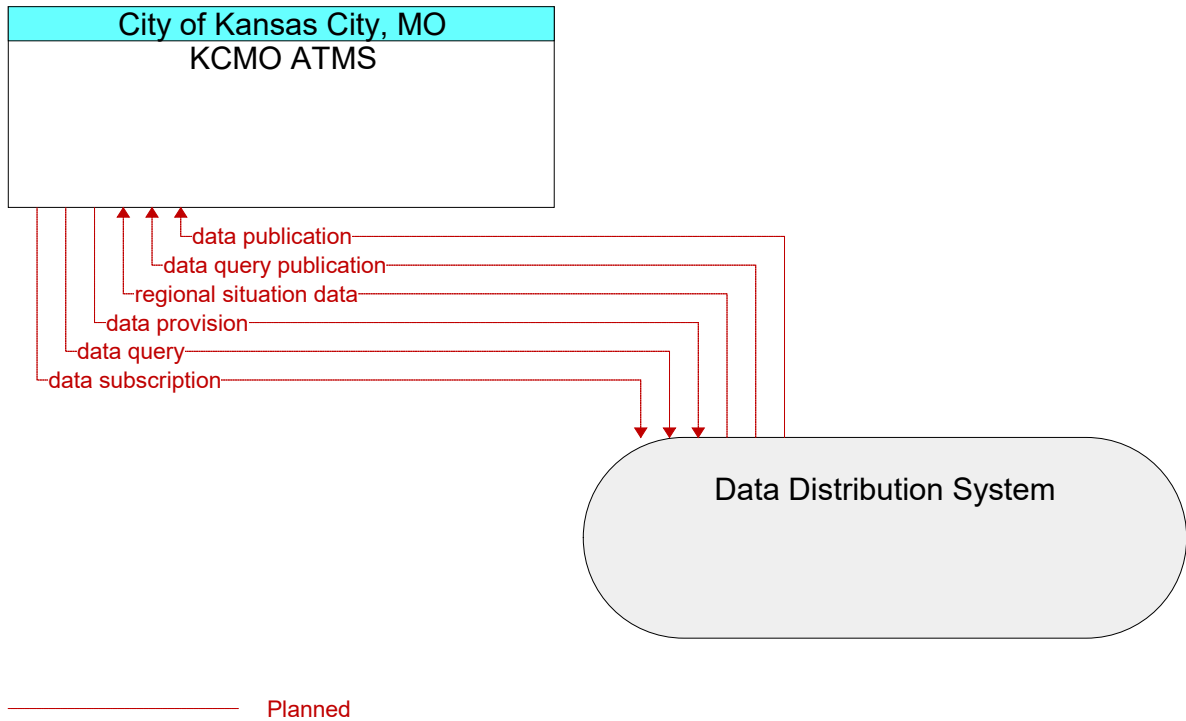 City of Kansas City, MO
KCMO ATMS
data publication
data query publication
regional situation data
data provision
data query
data subscription
Data Distribution System
Planned